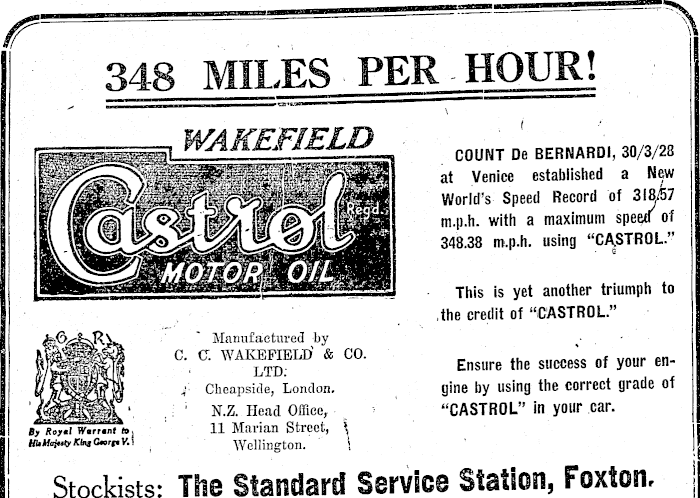 348 MILES PER HOUR!
WAKEFIELD
Castrol
Regd.
MOTOR OIL
COUNT De BERNARDI, 30/3/28
at Venice established a New
World's Speed Record of 318.57
m.p.h. with a maximum speed of
348.38 m.p.h. using "CASTROL."
This is yet another triumph to
the credit of "CASTROL."
Ensure the success of your en-
gine by using the correct grade of
"CASTROL" in your car.
G R
By Royal Warrant to
His Majesty King George V.
Manufactured by
C. C. WAKEFIELD & CO.
LTD.
Cheapside, London.
N.Z. Head Office,
11 Marian Street,
Wellington.
Stockists: The Standard Service Station, Foxton.